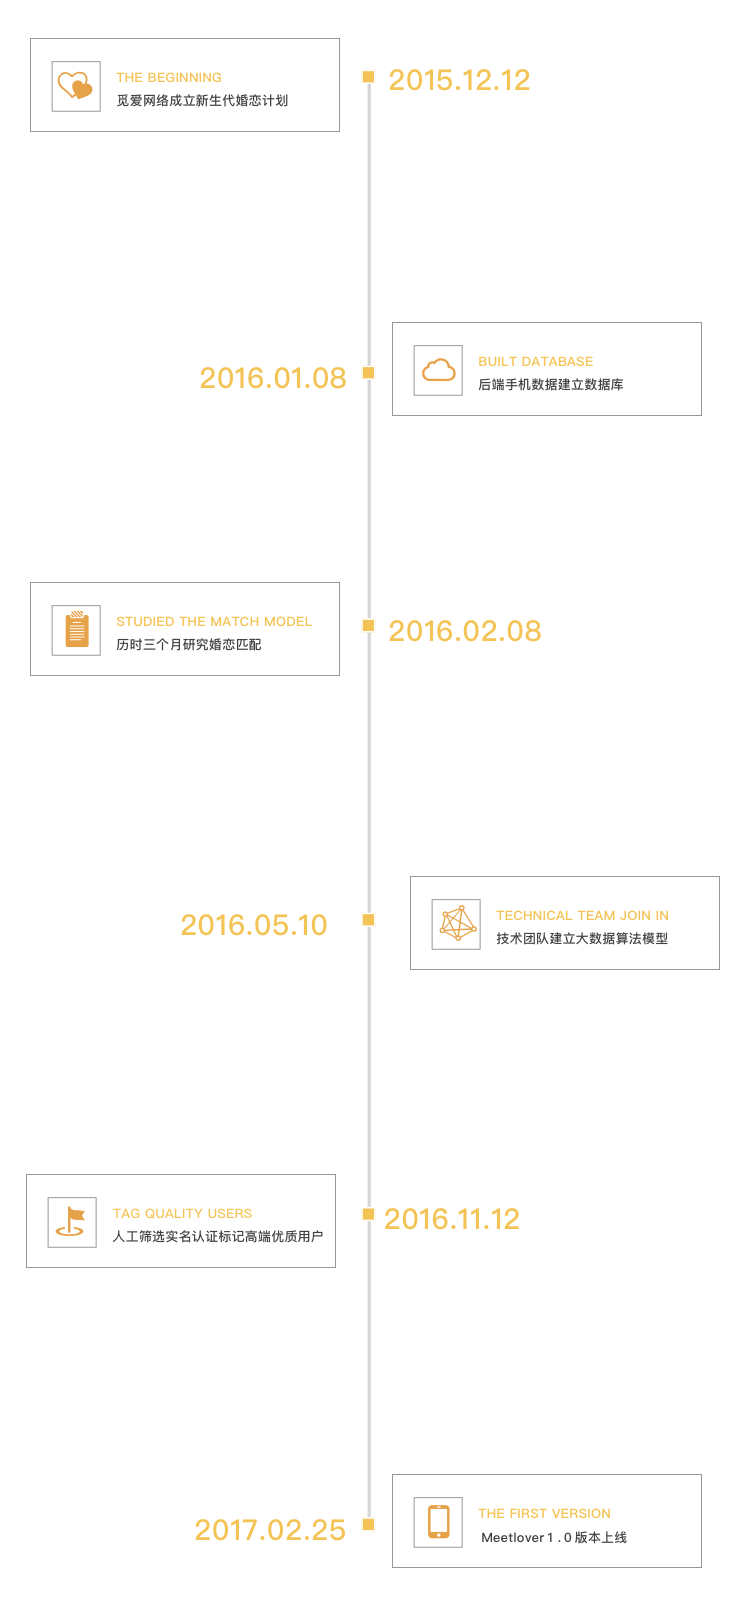 THE BEGINNING
觅爱网络成立新生代婚恋计划
2015.12.12
2016.01.08
BUILT DATABASE
后端手机数据建立数据库
STUDIED THE MATCH MODEL
历时三个月研究婚恋匹配
2016.02.08
2016.05.10
TECHNICAL TEAM JOIN IN
技术团队建立大数据算法模型
TAG QUALITY USERS
人工筛选实名认证标记高端优质用户
2016.11.12
2017.02.25
THE FIRST VERSION
Meetlover 1 . 0 版本上线